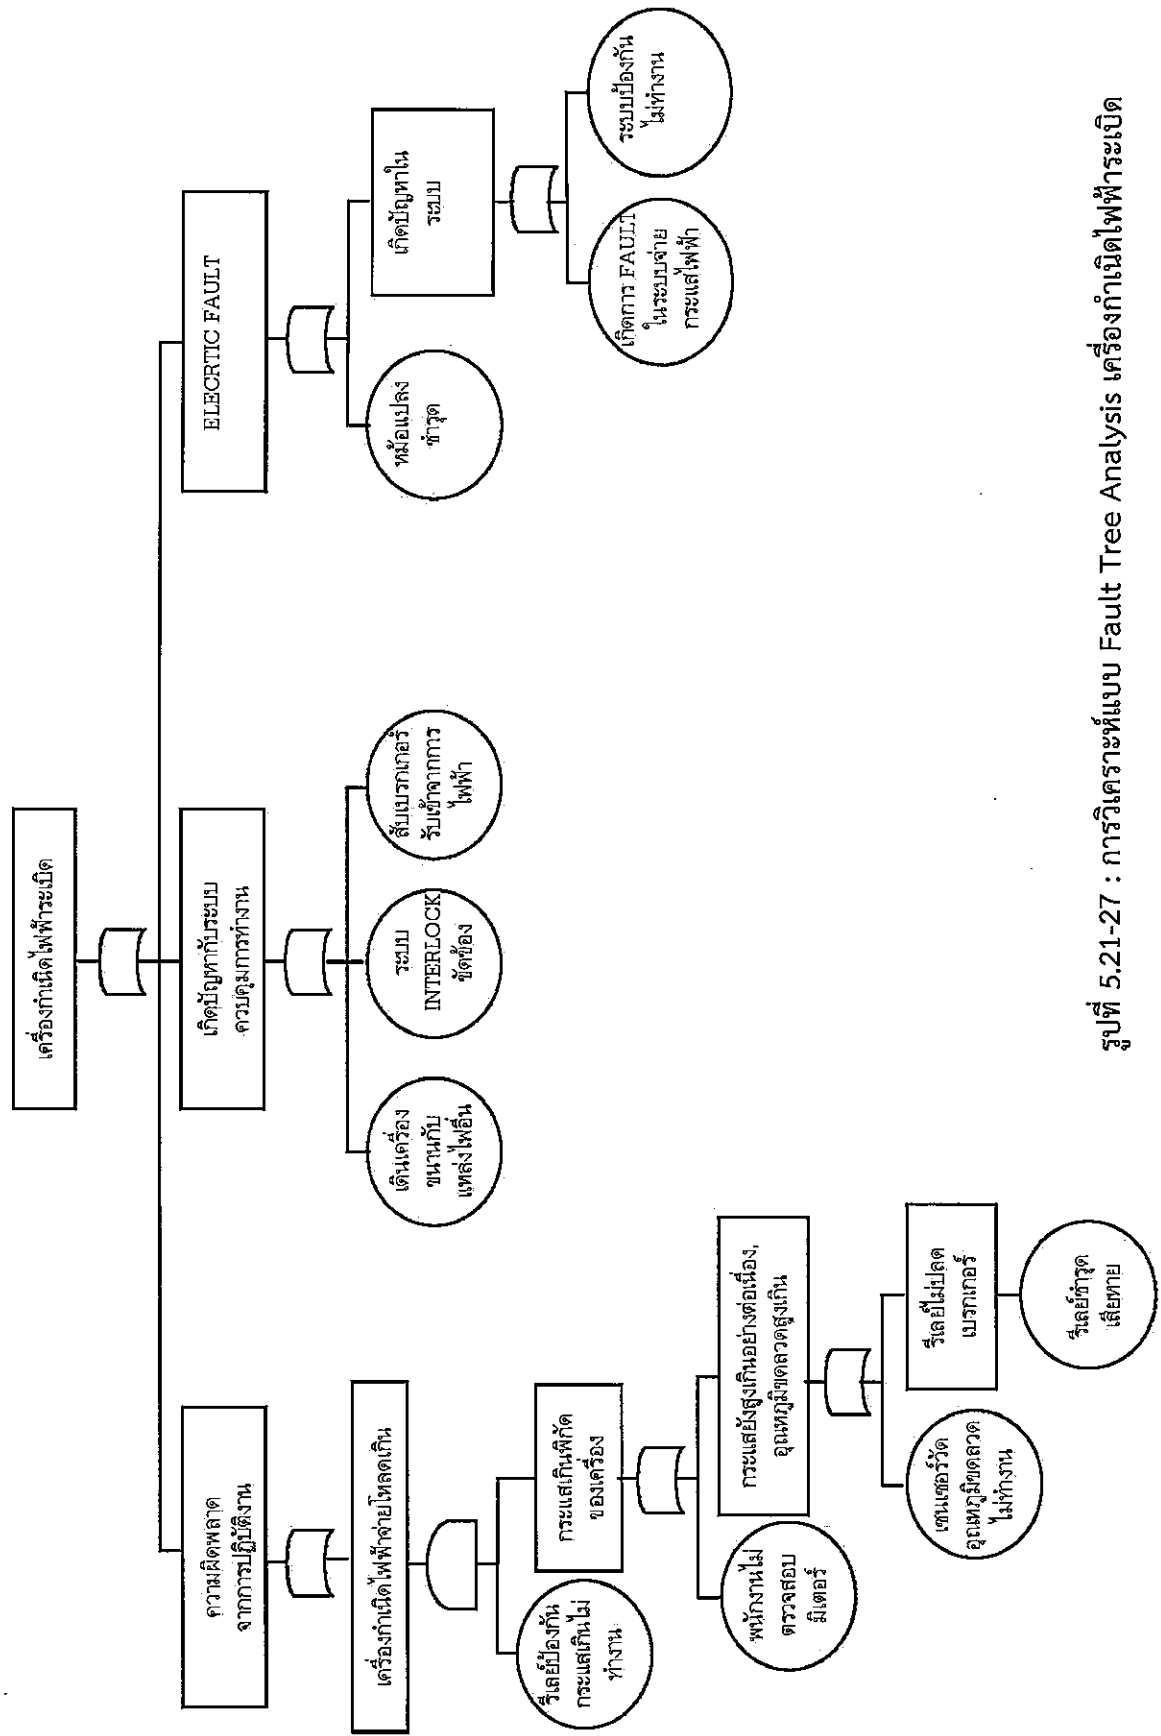 เครื่องกำเนิดไฟฟ้าระเบิด
ความผิดพลาด
จากการปฏิบัติงาน
เกิดปัญหากับระบบ
ควบคุมการทำงาน
ELECRTIC FAULT
เครื่องกำเนิดไฟฟ้าจ่ายโหลดเกิน
เดินเครื่อง
ขนานกับ
แหล่งไฟอื่น
ระบบ
INTERLOCK
ขัดข้อง
สับเบรกเกอร์
รับเข้าจากการ
ไฟฟ้า
หม้อแปลง
ชำรุด
เกิดปัญหาใน
ระบบ
รีเลย์ป้องกัน
กระแสเกินไม่
ทำงาน
กระแสเกินพิกัด
ของเครื่อง
เกิดการ FAULT
ในระบบจ่าย
กระแสไฟฟ้า
ระบบป้องกัน
ไม่ทำงาน
พนักงานไม่
ตรวจสอบ
มิเตอร์
กระแสยังสูงเกินอย่างต่อเนื่อง,
อุณหภูมิขดลวดสูงเกิน
เซนเซอร์วัด
อุณหภูมิขดลวด
ไม่ทำงาน
รีเลย์ไม่ปลด
เบรกเกอร์
รีเลย์ชำรุด
เสียหาย
รูปที่ 5.21-27 : การวิเคราะห์แบบ Fault Tree Analysis เครื่องกำเนิดไฟฟ้าระเบิด